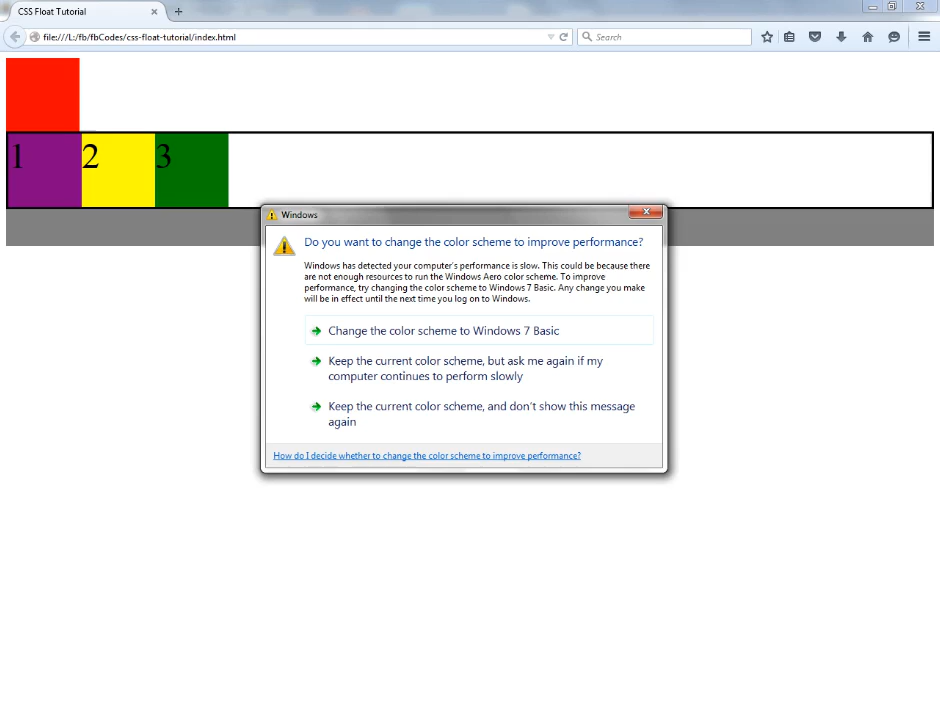 CSS Float Tutorial
file:///L:/fb/fbCodes/css-float-tutorial/index.html
Search
1 2 3
Windows
Do you want to change the color scheme to improve performance?
Windows has detected your computer's performance is slow. This could be because there
are not enough resources to run the Windows Aero color scheme. To improve
performance, try changing the color scheme to Windows 7 Basic. Any change you make
will be in effect until the next time you log on to Windows.
Change the color scheme to Windows 7 Basic
Keep the current color scheme, but ask me again if my
computer continues to perform slowly
Keep the current color scheme, and don't show this message
again
How do I decide whether to change the color scheme to improve performance?